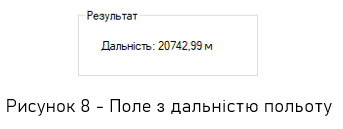 Результат
Дальність: 20742,99 м
Рисунок 8 - Поле з дальністю польоту